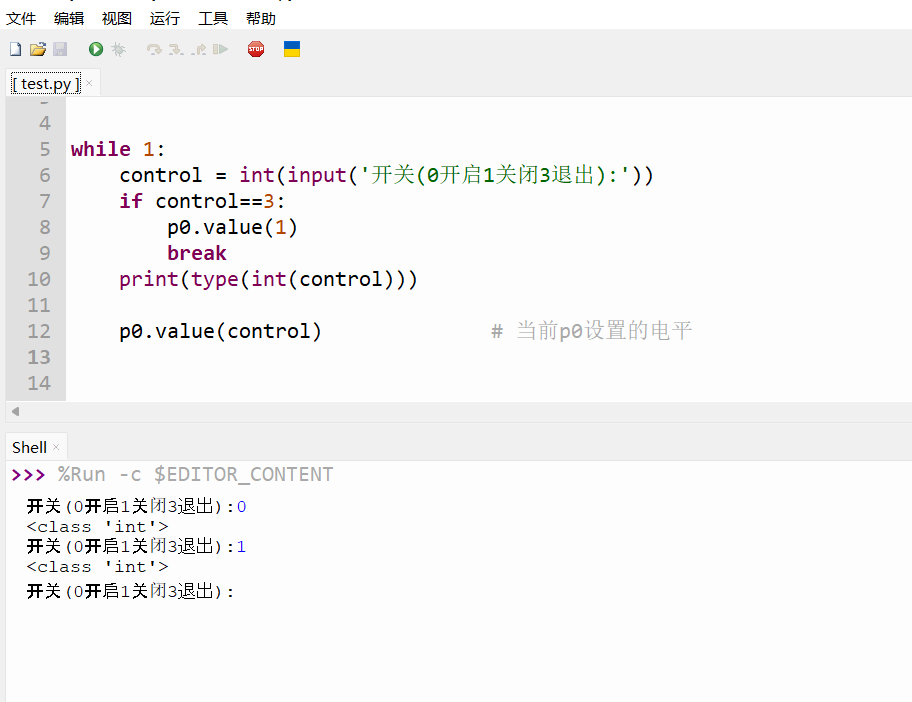 文件 编辑 视图 运行 工具 帮助
STOP
[ test.py ] ×
4
5 while 1:
6     control = int(input('开关(0开启1关闭3退出):'))
7     if control==3:
8         p0.value(1)
9         break
10     print(type(int(control)))
11
12     p0.value(control)              # 当前p0设置的电平
13
14
Shell ×
>>> %Run -c $EDITOR_CONTENT
开关(0开启1关闭3退出):0
<class 'int'>
开关(0开启1关闭3退出):1
<class 'int'>
开关(0开启1关闭3退出):